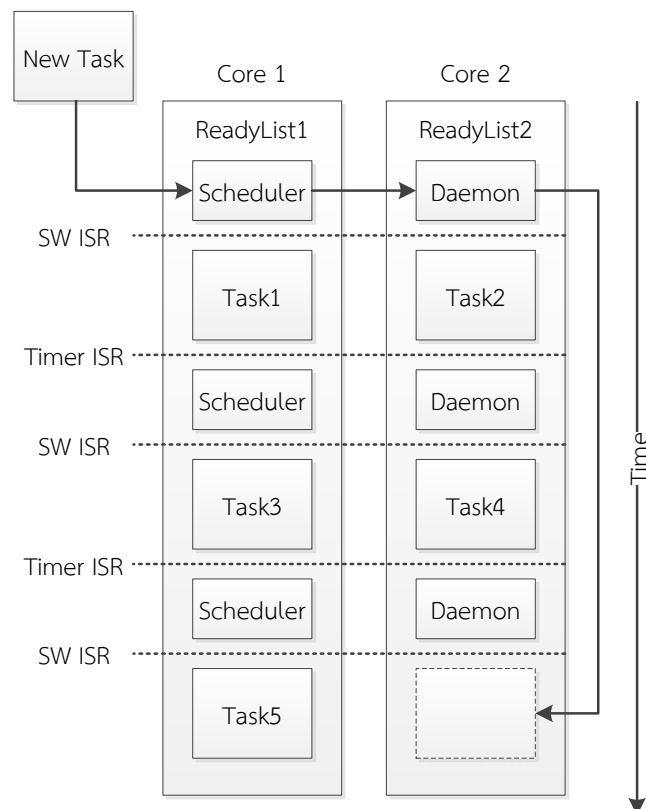 New Task
Core 1
Core 2
ReadyList1
ReadyList2
Scheduler
Daemon
SW ISR
Task1
Task2
Timer ISR
Scheduler
Daemon
SW ISR
Task3
Task4
Time
Timer ISR
Scheduler
Daemon
SW ISR
Task5